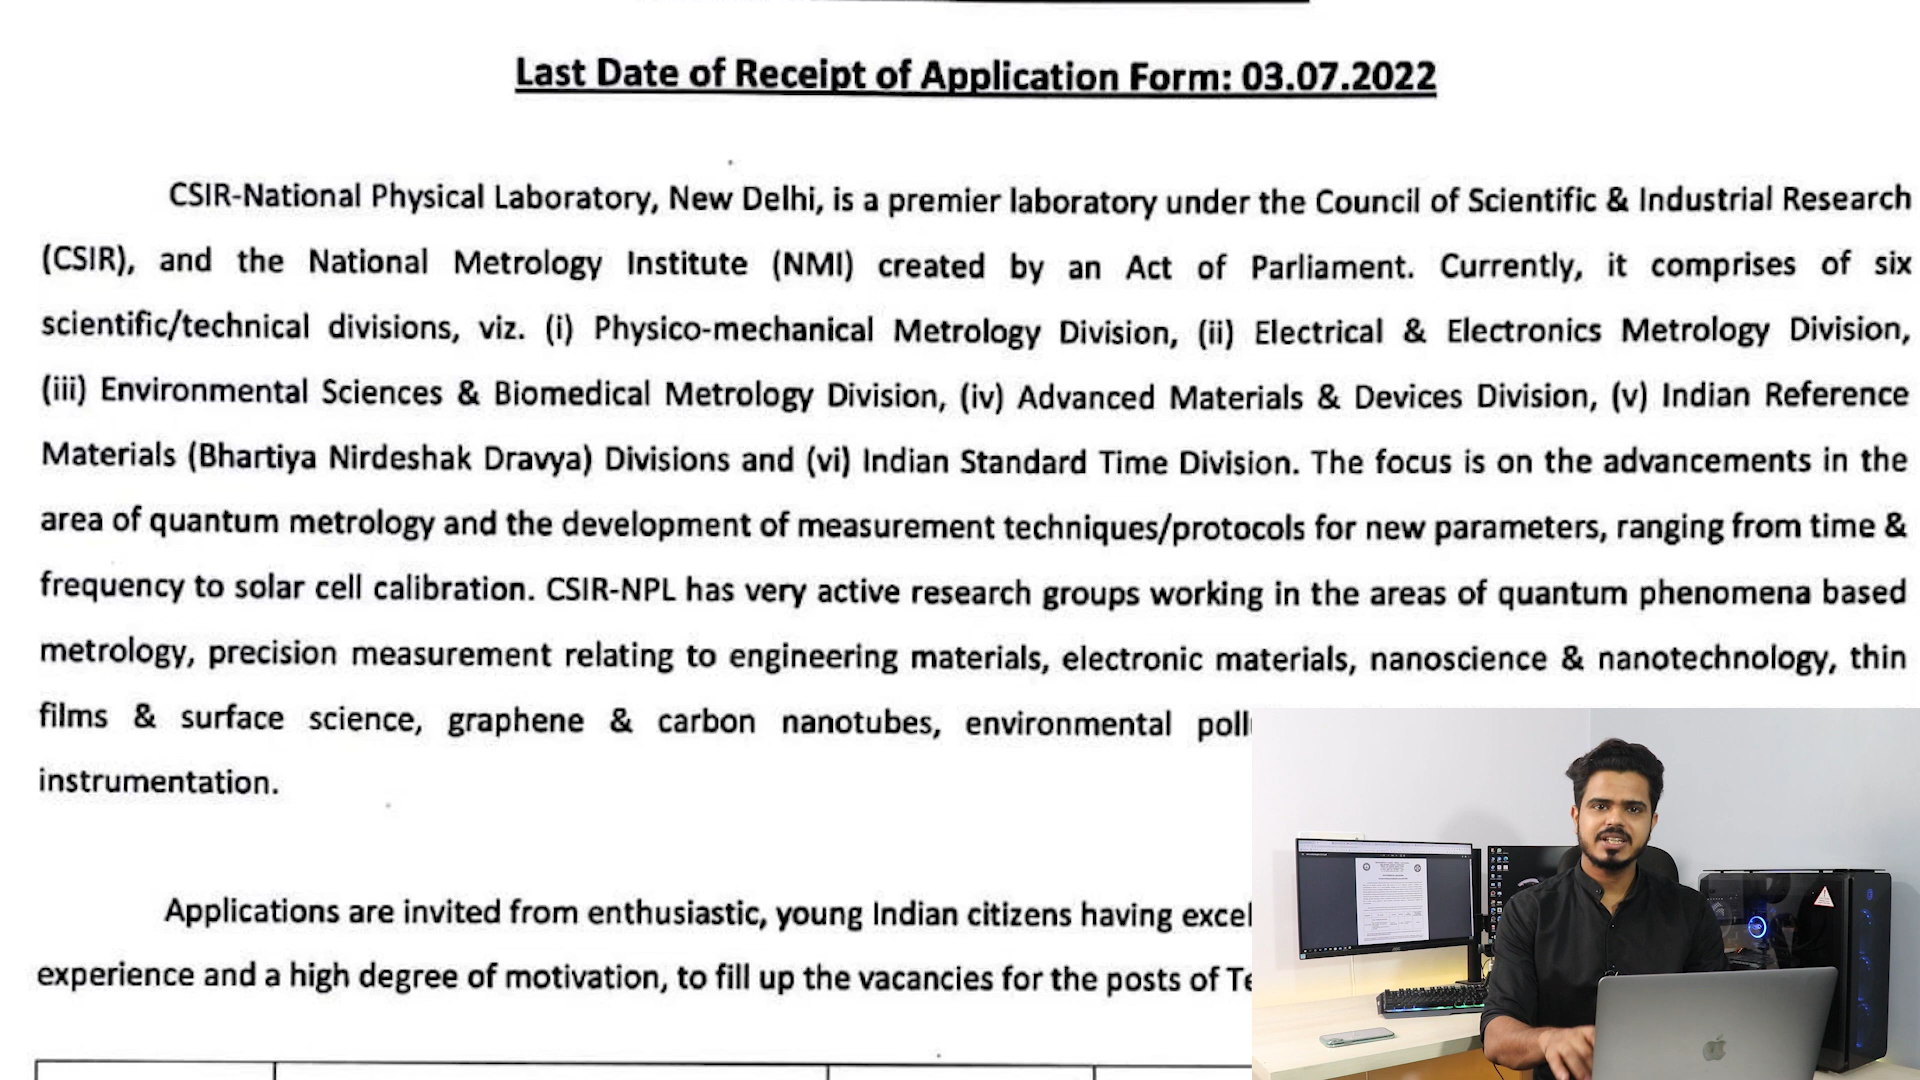 Last Date of Receipt of Application Form: 03.07.2022
CSIR-National Physical Laboratory, New Delhi, is a premier laboratory under the Council of Scientific & Industrial Research
(CSIR), and the National Metrology Institute (NMI) created by an Act of Parliament. Currently, it comprises of six
scientific/technical divisions, viz. (i) Physico-mechanical Metrology Division, (ii) Electrical & Electronics Metrology Division,
(iii) Environmental Sciences & Biomedical Metrology Division, (iv) Advanced Materials & Devices Division, (v) Indian Reference
Materials (Bhartiya Nirdeshak Dravya) Divisions and (vi) Indian Standard Time Division. The focus is on the advancements in the
area of quantum metrology and the development of measurement techniques/protocols for new parameters, ranging from time &
frequency to solar cell calibration. CSIR-NPL has very active research groups working in the areas of quantum phenomena based
metrology, precision measurement relating to engineering materials, electronic materials, nanoscience & nanotechnology, thin
films & surface science, graphene & carbon nanotubes, environmental
instrumentation.
Applications are invited from enthusiastic, young Indian citizens having
experience and a high degree of motivation, to fill up the vacancies for the posts of